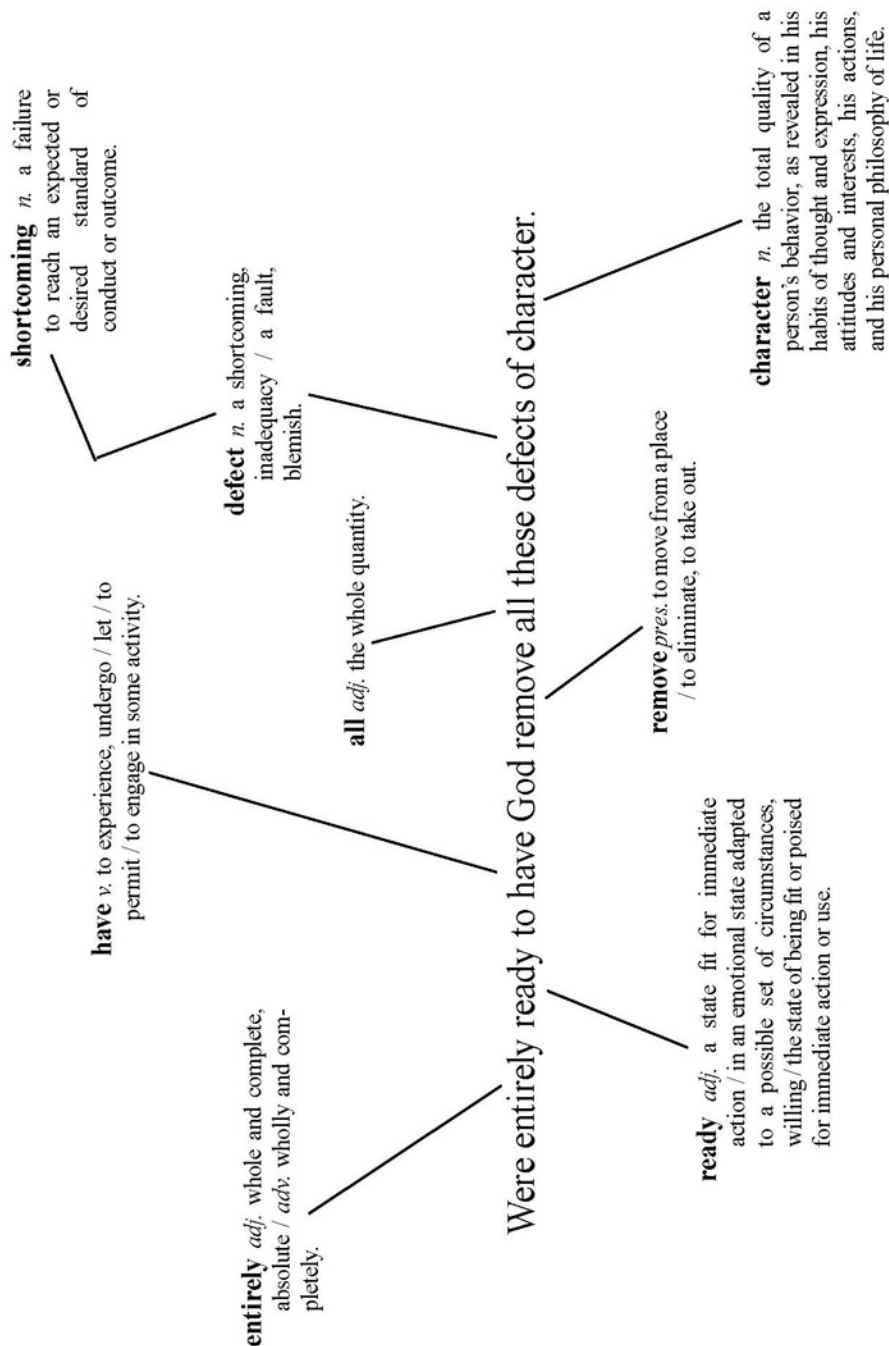 shortcoming n. a failure
to reach an expected or
desired standard of
conduct or outcome.
have v. to experience, undergo / let / to
permit / to engage in some activity.
defect n. a shortcoming,
inadequacy / a fault,
blemish.
entirely adj. whole and complete,
absolute / adv. wholly and com-
pletely.
all adj. the whole quantity.
Were entirely ready to have God remove all these defects of character.
remove pres. to move from a place
/ to eliminate, to take out.
ready adj. a state fit for immediate
action / in an emotional state adapted
to a possible set of circumstances,
willing / the state of being fit or poised
for immediate action or use.
character n. the total quality of a
person's behavior, as revealed in his
habits of thought and expression, his
attitudes and interests, his actions,
and his personal philosophy of life.